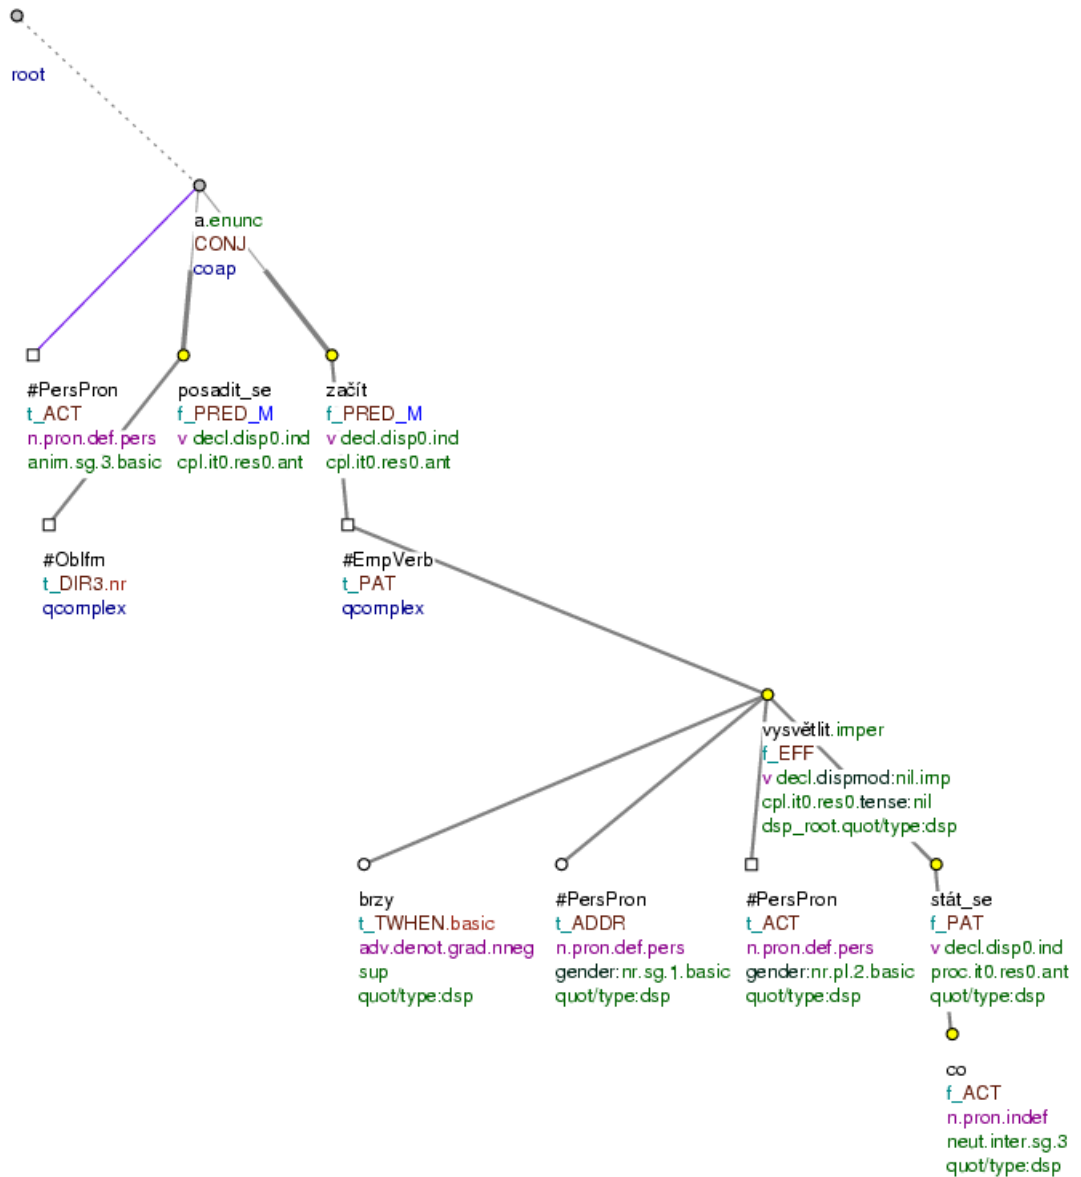 root
a.enunc
CONJ
coap
#PersPron
t_ACT
n.pron.def.pers
anim.sg.3.basic
posadit_se
f_PRED_M
v decl.disp0.ind
cpl.it0.res0.ant
začít
f_PRED_M
v decl.disp0.ind
cpl.it0.res0.ant
#Oblfm
t_DIR3.nr
qcomplex
#EmpVerb
t_PAT
qcomplex
vysvětlit.imper
f_EFF
v decl.dispmod:nil.imp
cpl.it0.res0.tense:nil
dsp_root.quot/type:dsp
brzy
t_TWHEN.basic
adv.denot.grad.nneg
sup
quot/type:dsp
#PersPron
t_ADDR
n.pron.def.pers
gender:nr.sg.1.basic
quot/type:dsp
#PersPron
t_ACT
n.pron.def.pers
gender:nr.pl.2.basic
quot/type:dsp
stát_se
f_PAT
v decl.disp0.ind
proc.it0.res0.ant
quot/type:dsp
co
f_ACT
n.pron.indef
neut.inter.sg.3
quot/type:dsp